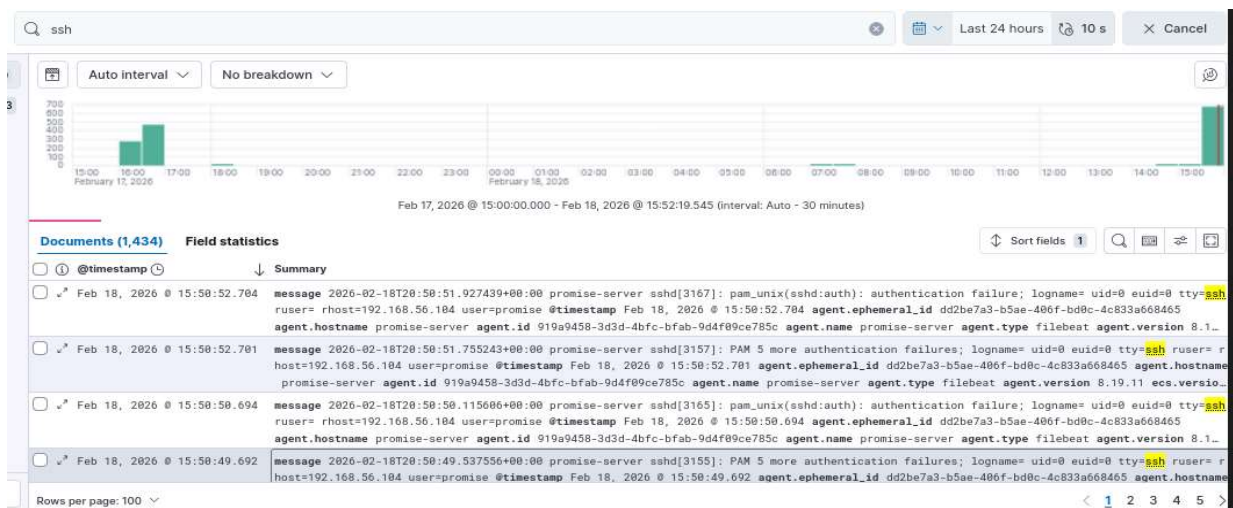 ssh Last 24 hours 10 s Cancel
Auto interval No breakdown
3
700
600
500
400
300
200
100
0
15:00 16:00 17:00 18:00 19:00 20:00 21:00 22:00 23:00 00:00 01:00 02:00 03:00 04:00 05:00 06:00 07:00 08:00 09:00 10:00 11:00 12:00 13:00 14:00 15:00
February 17, 2026 February 18, 2026
Feb 17, 2026 @ 15:00:00.000 - Feb 18, 2026 @ 15:52:19.545 (interval: Auto - 30 minutes)
Documents (1,434) Field statistics Sort fields 1
@timestamp Summary
Feb 18, 2026 @ 15:50:52.704 message 2026-02-18T20:50:51.927439+00:00 promise-server sshd[3167]: pam_unix(sshd:auth): authentication failure; logname= uid=0 euid=0 tty=ssh
ruser= rhost=192.168.56.104 user=promise @timestamp Feb 18, 2026 @ 15:50:52.704 agent.ephemeral_id dd2be7a3-b5ae-406f-bd0c-4c833a668465
agent.hostname promise-server agent.id 919a9458-3d3d-4bfc-bfab-9d4f09ce785c agent.name promise-server agent.type filebeat agent.version 8.1…
Feb 18, 2026 @ 15:50:52.701 message 2026-02-18T20:50:51.755243+00:00 promise-server sshd[3157]: PAM 5 more authentication failures; logname= uid=0 euid=0 tty=ssh ruser= r
host=192.168.56.104 user=promise @timestamp Feb 18, 2026 @ 15:50:52.701 agent.ephemeral_id dd2be7a3-b5ae-406f-bd0c-4c833a668465 agent.hostname
promise-server agent.id 919a9458-3d3d-4bfc-bfab-9d4f09ce785c agent.name promise-server agent.type filebeat agent.version 8.19.11 ecs.versio…
Feb 18, 2026 @ 15:50:50.694 message 2026-02-18T20:50:50.115606+00:00 promise-server sshd[3165]: pam_unix(sshd:auth): authentication failure; logname= uid=0 euid=0 tty=ssh
ruser= rhost=192.168.56.104 user=promise @timestamp Feb 18, 2026 @ 15:50:50.694 agent.ephemeral_id dd2be7a3-b5ae-406f-bd0c-4c833a668465
agent.hostname promise-server agent.id 919a9458-3d3d-4bfc-bfab-9d4f09ce785c agent.name promise-server agent.type filebeat agent.version 8.1…
Feb 18, 2026 @ 15:50:49.692 message 2026-02-18T20:50:49.537556+00:00 promise-server sshd[3155]: PAM 5 more authentication failures; logname= uid=0 euid=0 tty=ssh ruser= r
host=192.168.56.104 user=promise @timestamp Feb 18, 2026 @ 15:50:49.692 agent.ephemeral_id dd2be7a3-b5ae-406f-bd0c-4c833a668465 agent.hostname
Rows per page: 100 < 1 2 3 4 5 >